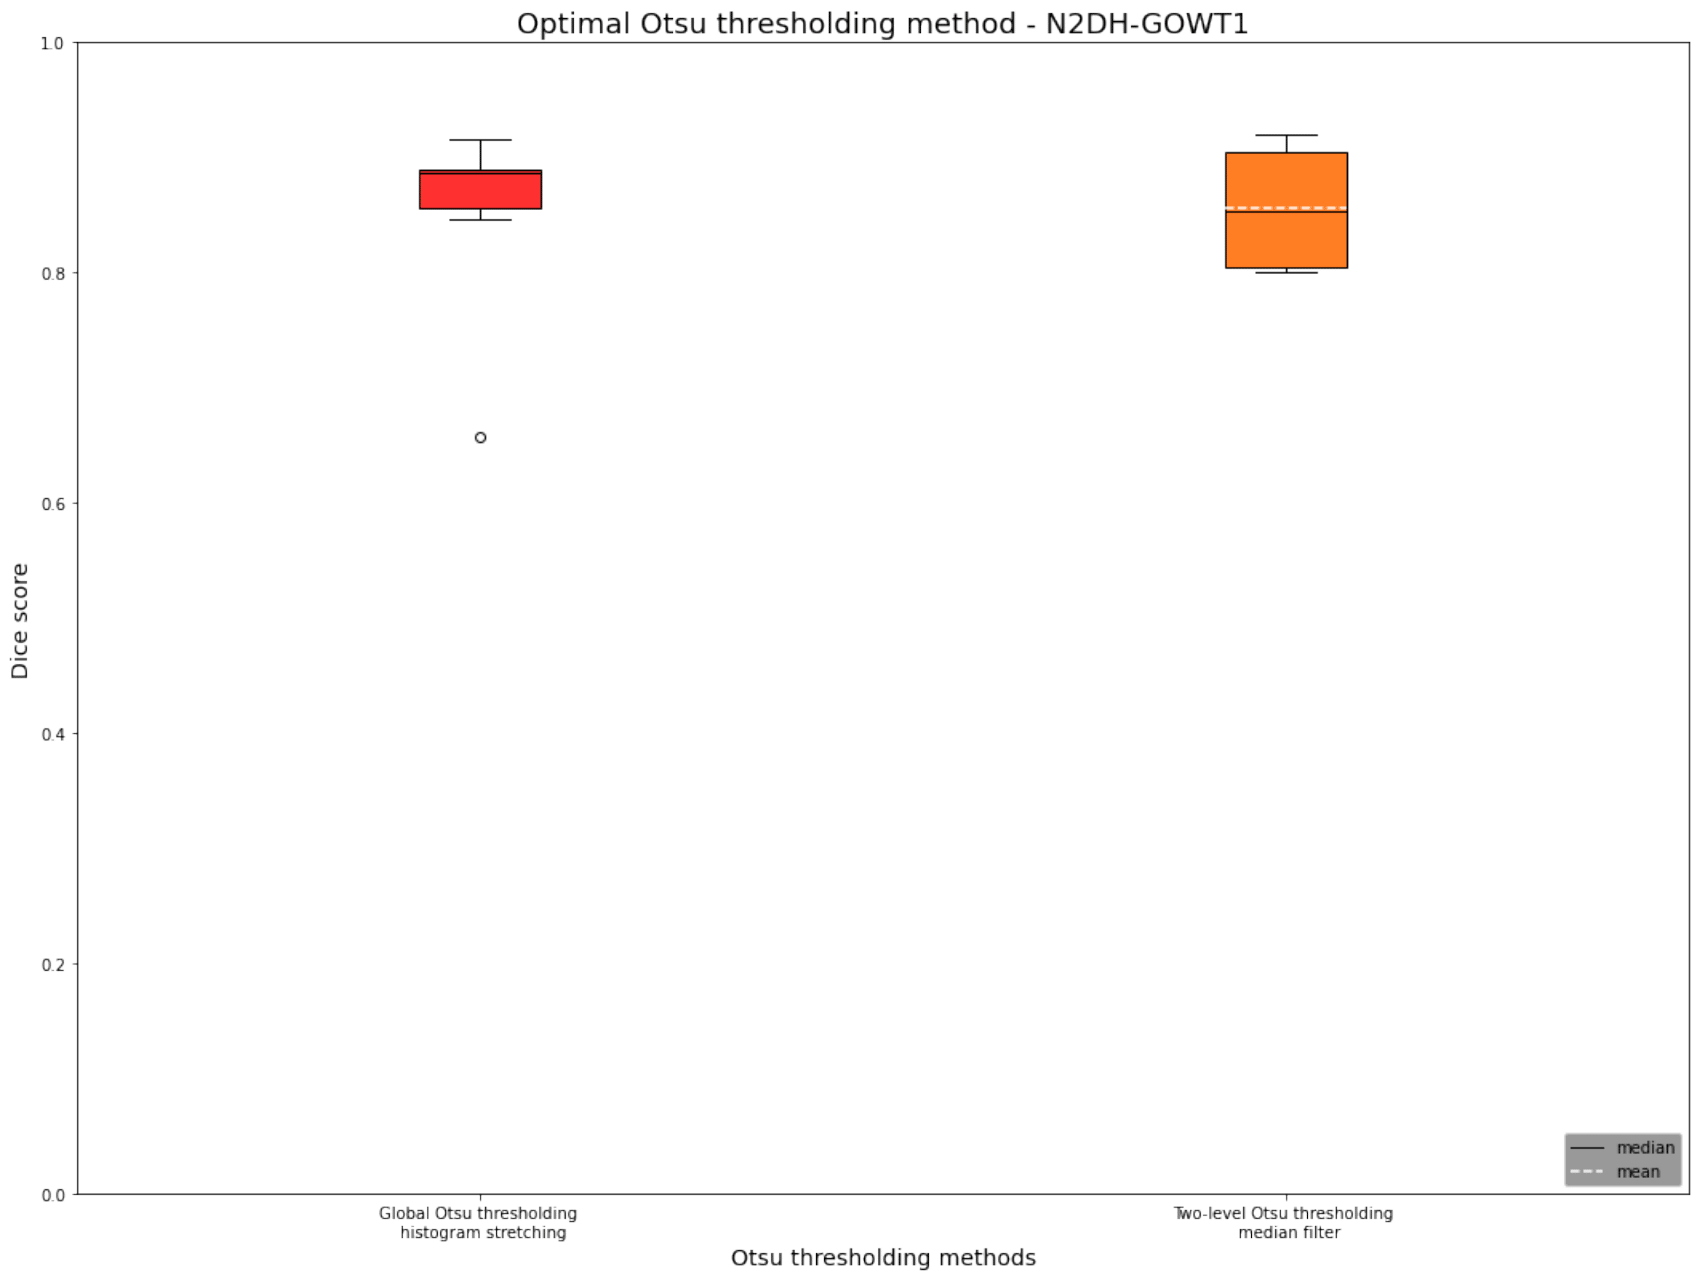 Optimal Otsu thresholding method - N2DH-GOWT1
1.0
0.8
0.6
0.4
0.2
0.0
Dice score
median
mean
Global Otsu thresholding
histogram stretching
Two-level Otsu thresholding
median filter
Otsu thresholding methods